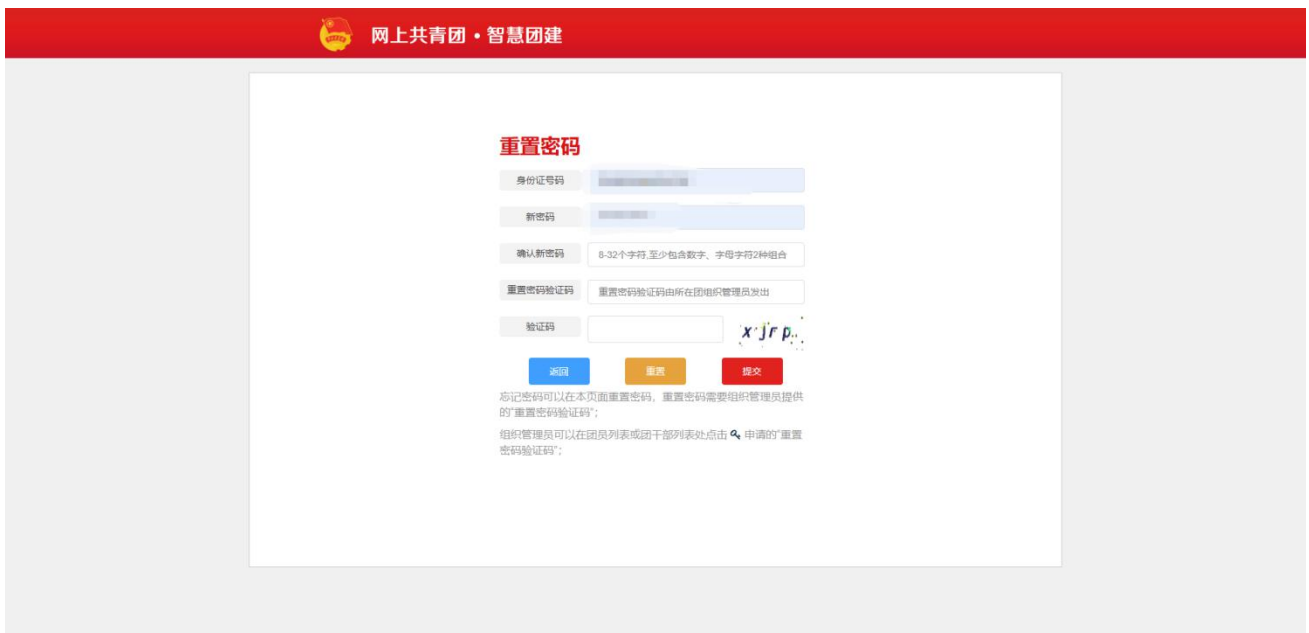 网上共青团·智慧团建
重置密码
身份证号码
新密码
确认新密码 8-32个字符,至少包含数字、字母字符2种组合
重置密码验证码 重置密码验证码由所在团组织管理员发出
验证码 xjrp
返回 重置 提交
忘记密码可以在本页面重置密码，重置密码需要组织管理员提供
的"重置密码验证码"；
组织管理员可以在团员列表或团干部列表处点击 申请的"重置
密码验证码"；